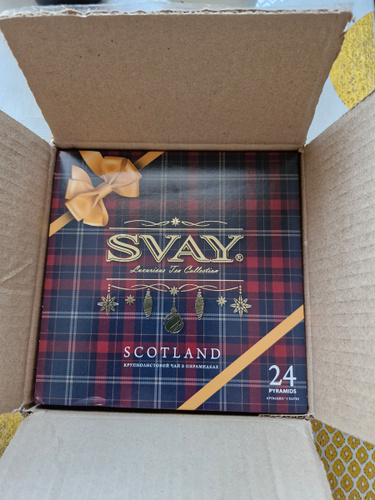 SVAY®
Luxurious Tea Collection
SCOTLAND
КРУПНОЛИСТОВОЙ ЧАЙ В ПИРАМИДКАХ
24
PYRAMIDS